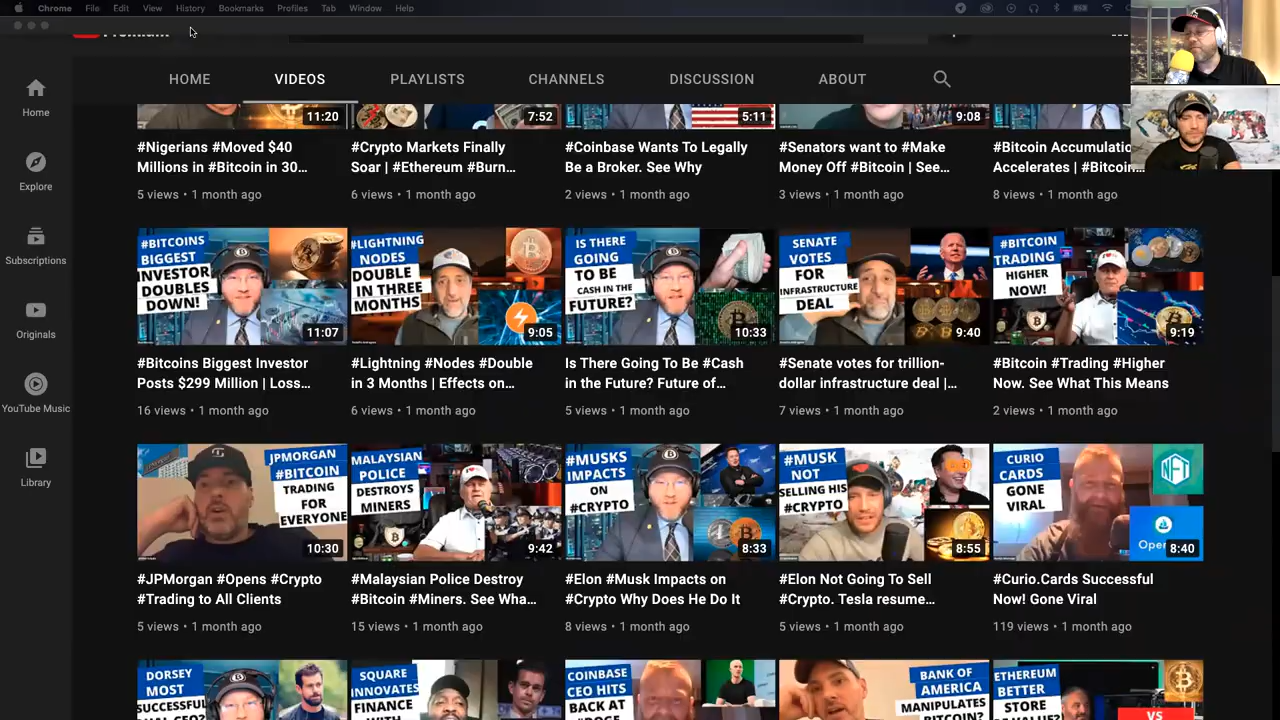 Chrome File Edit View History Bookmarks Profiles Tab Window Help
HOME VIDEOS PLAYLISTS CHANNELS DISCUSSION ABOUT
Home
Explore
Subscriptions
Originals
YouTube Music
Library
11:20
#Nigerians #Moved $40
Millions in #Bitcoin in 30...
5 views • 1 month ago
7:52
#Crypto Markets Finally
Soar | #Ethereum #Burn...
6 views • 1 month ago
5:11
#Coinbase Wants To Legally
Be a Broker. See Why
2 views • 1 month ago
9:08
#Senators want to #Make
Money Off #Bitcoin | See...
3 views • 1 month ago
#Bitcoin Accumulatio
Accelerates | #Bitcoin...
8 views • 1 month ago
#BITCOINS
BIGGEST
INVESTOR
DOUBLES
DOWN!
11:07
#Bitcoins Biggest Investor
Posts $299 Million | Loss...
16 views • 1 month ago
#LIGHTNING
NODES
DOUBLE
IN THREE
MONTHS
9:05
#Lightning #Nodes #Double
in 3 Months | Effects on...
6 views • 1 month ago
IS THERE
GOING
TO BE
CASH IN THE
FUTURE?
10:33
Is There Going To Be #Cash
in the Future? Future of...
5 views • 1 month ago
SENATE
VOTES
FOR
INFRASTRUCTURE
DEAL
9:40
#Senate votes for trillion-
dollar infrastructure deal |...
7 views • 1 month ago
#BITCOIN
TRADING
HIGHER
NOW!
9:19
#Bitcoin #Trading #Higher
Now. See What This Means
2 views • 1 month ago
JPMORGAN
#BITCOIN
TRADING
FOR
EVERYONE
10:30
#JPMorgan #Opens #Crypto
#Trading to All Clients
5 views • 1 month ago
MALAYSIAN
POLICE
DESTROYS
MINERS
9:42
#Malaysian Police Destroy
#Bitcoin #Miners. See Wha...
15 views • 1 month ago
#MUSKS
IMPACTS
ON
#CRYPTO
8:33
#Elon #Musk Impacts on
#Crypto Why Does He Do It
8 views • 1 month ago
#MUSK
NOT
SELLING HIS
#CRYPTO
8:55
#Elon Not Going To Sell
#Crypto. Tesla resume...
5 views • 1 month ago
CURIO
CARDS
GONE
VIRAL
NFT
Open
8:40
#Curio.Cards Successful
Now! Gone Viral
119 views • 1 month ago
DORSEY
MOST
SUCCESSFUL
SQUARE
INNOVATES
FINANCE WITH
COINBASE
CEO HITS
BACK AT
BANK OF
AMERICA
MANIPULATES
BITCOIN?
ETHEREUM
BETTER
STORE
VS